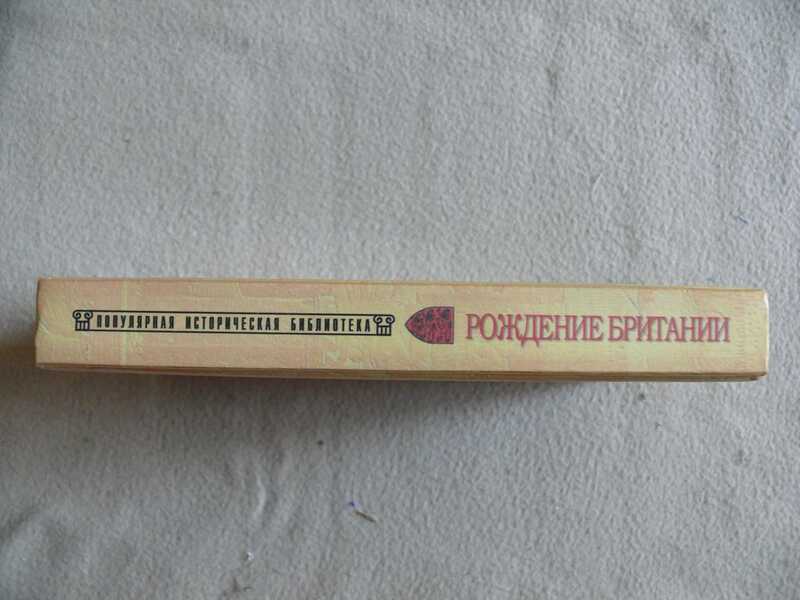 ПОПУЛЯРНАЯ ИСТОРИЧЕСКАЯ БИБЛИОТЕКА
РОЖДЕНИЕ БРИТАНИИ